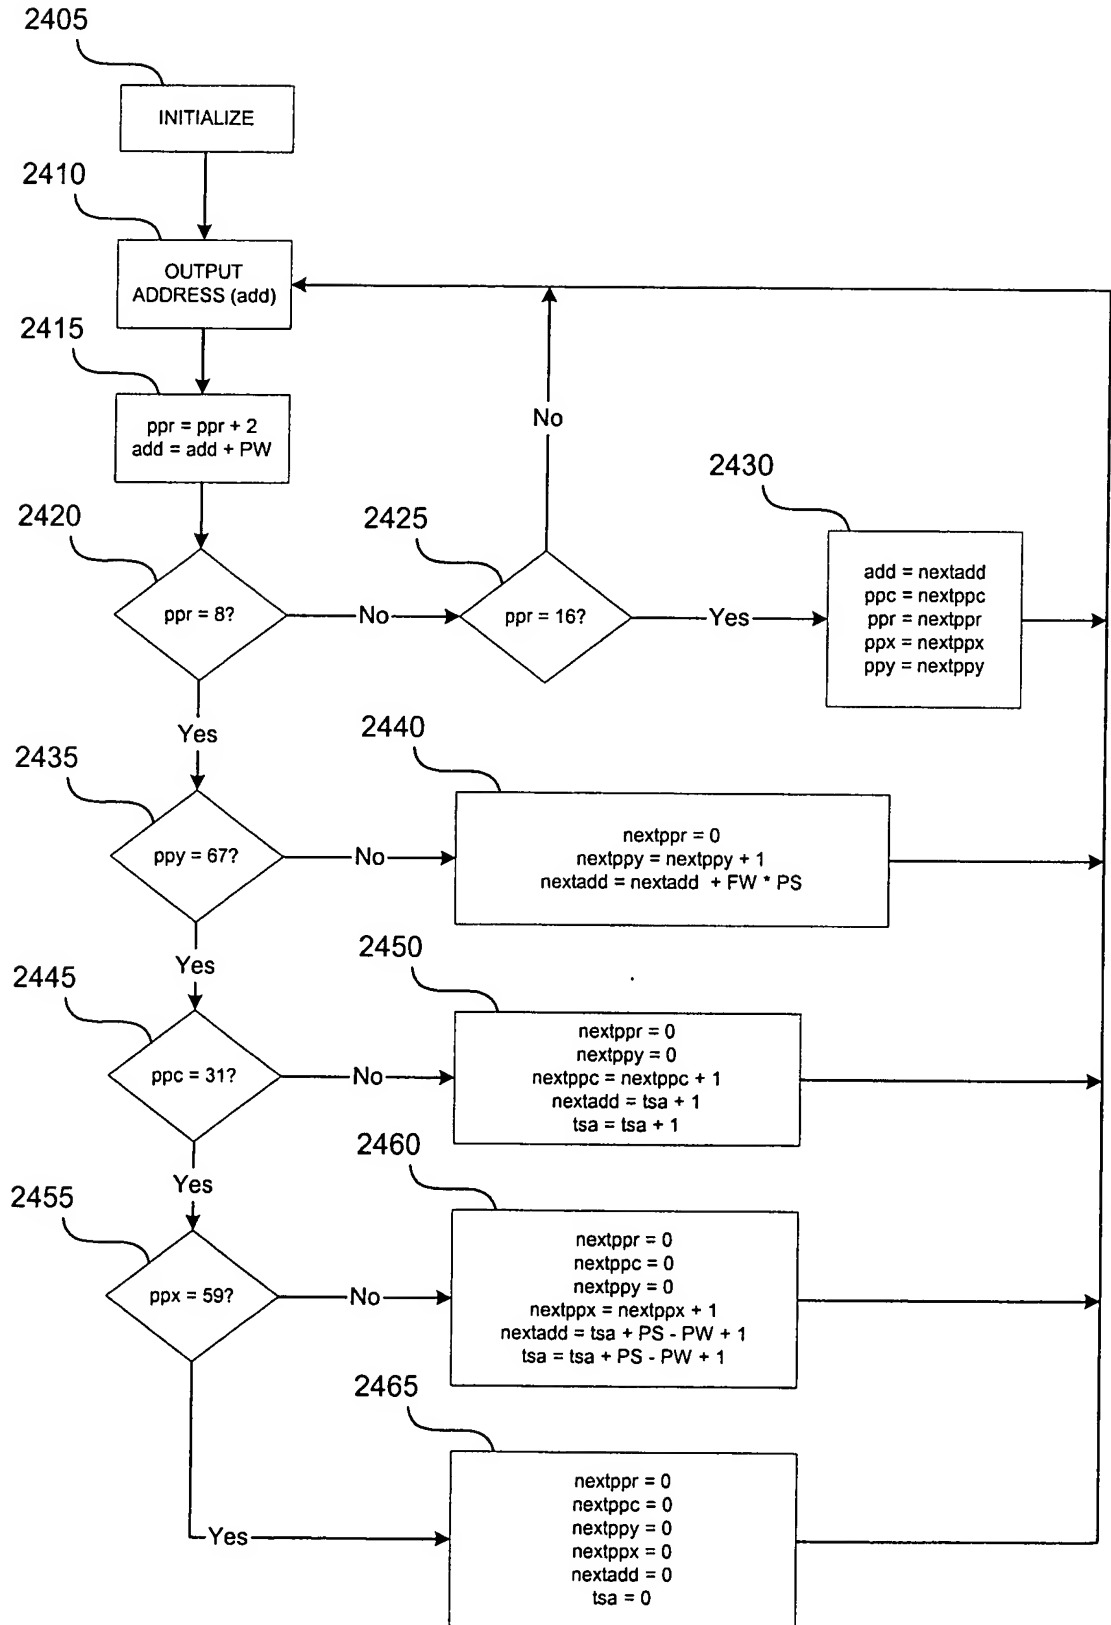 2405
INITIALIZE
2410
OUTPUT
ADDRESS (add)
2415
ppr = ppr + 2
add = add + PW
No
2430
2420
2425
ppr = 8?
No
ppr = 16?
Yes
add = nextadd
ppc = nextppc
ppr = nextppr
ppx = nextppx
ppy = nextppy
Yes
2435
2440
ppy = 67?
No
nextppr = 0
nextppy = nextppy + 1
nextadd = nextadd + FW * PS
Yes
2445
2450
ppc = 31?
No
nextppr = 0
nextppy = 0
nextppc = nextppc + 1
nextadd = tsa + 1
tsa = tsa + 1
Yes
2455
2460
ppx = 59?
No
nextppr = 0
nextppc = 0
nextppy = 0
nextppx = nextppx + 1
nextadd = tsa + PS - PW + 1
tsa = tsa + PS - PW + 1
2465
Yes
nextppr = 0
nextppc = 0
nextppy = 0
nextppx = 0
nextadd = 0
tsa = 0